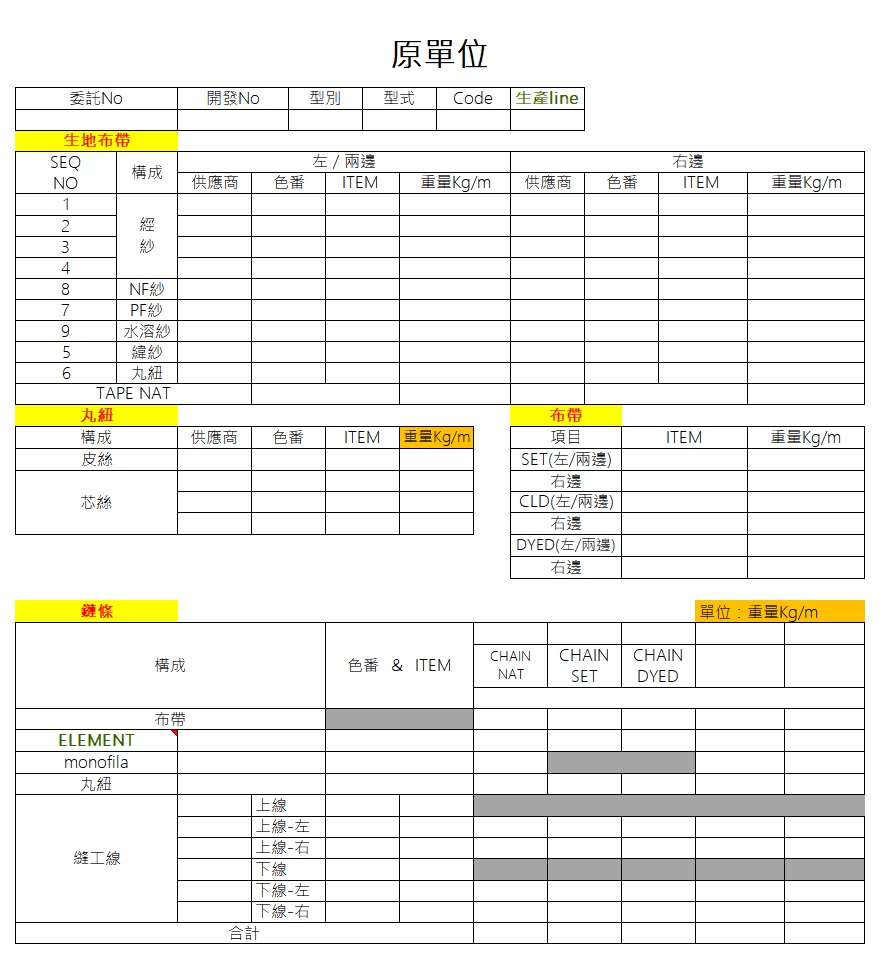 原單位
委託No 開發No 型別 型式 Code 生產line
生地布帶
SEQ NO 構成 左 / 兩邊 右邊
供應商 色番 ITEM 重量Kg/m 供應商 色番 ITEM 重量Kg/m
1
2 經
3 紗
4
8 NF紗
7 PF紗
9 水溶紗
5 緯紗
6 丸紐
TAPE NAT
丸紐 布帶
構成 供應商 色番 ITEM 重量Kg/m 項目 ITEM 重量Kg/m
皮絲 SET(左/兩邊)
右邊
芯絲 CLD(左/兩邊)
右邊
DYED(左/兩邊)
右邊
鏈條 單位：重量Kg/m
構成 色番 & ITEM CHAIN NAT CHAIN SET CHAIN DYED
布帶
ELEMENT
monofila
丸紐
上線
上線-左
上線-右
縫工線 下線
下線-左
下線-右
合計